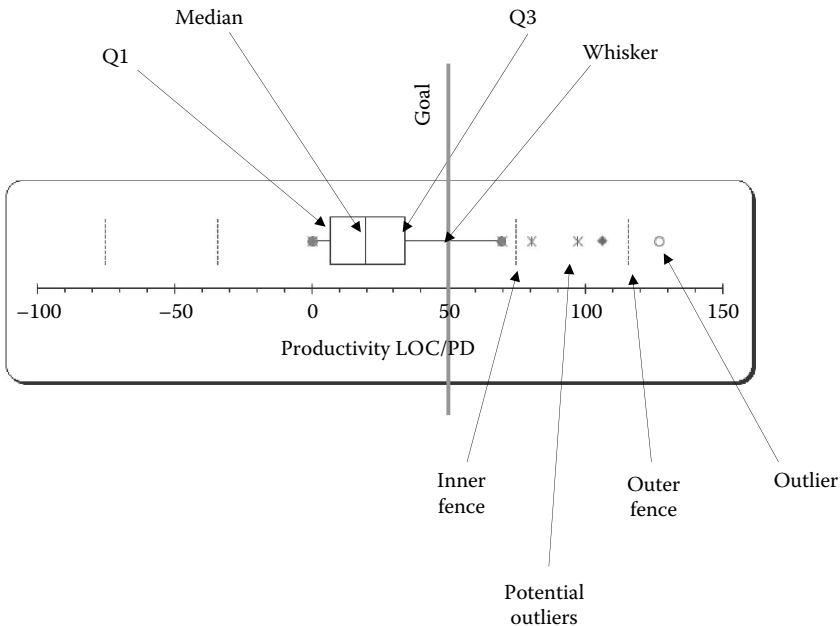 Median
Q3
Q1
Whisker
Goal
−100
−50
0
50
100
150
Productivity LOC/PD
Inner
fence
Outer
fence
Outlier
Potential
outliers